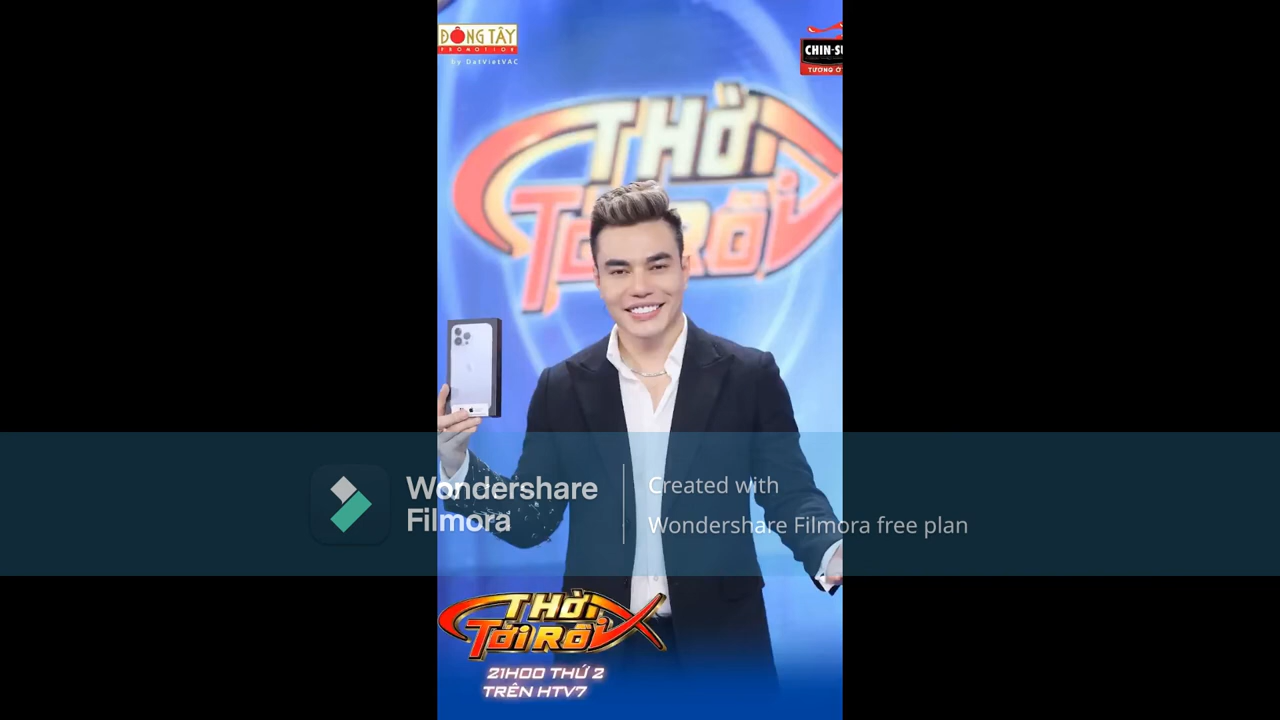 ĐÔNG TÂY
PROMOTION
by DatVietVAC
CHIN-SU
TƯƠNG Ớ
THỜI
TỚI RỒI
Wondershare
Filmora
Created with
Wondershare Filmora free plan
THỜI
TỚI RỒI
21H00 THỨ 2
TRÊN HTV7